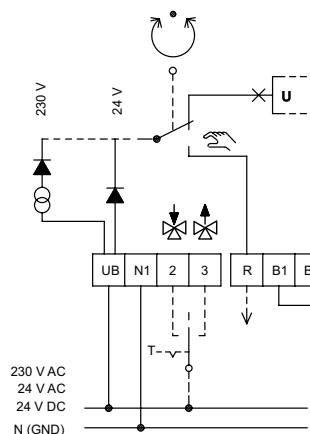 230 V
24 V
U
UB N1 2 3 R B1 B
T
230 V AC
24 V AC
24 V DC
N (GND)